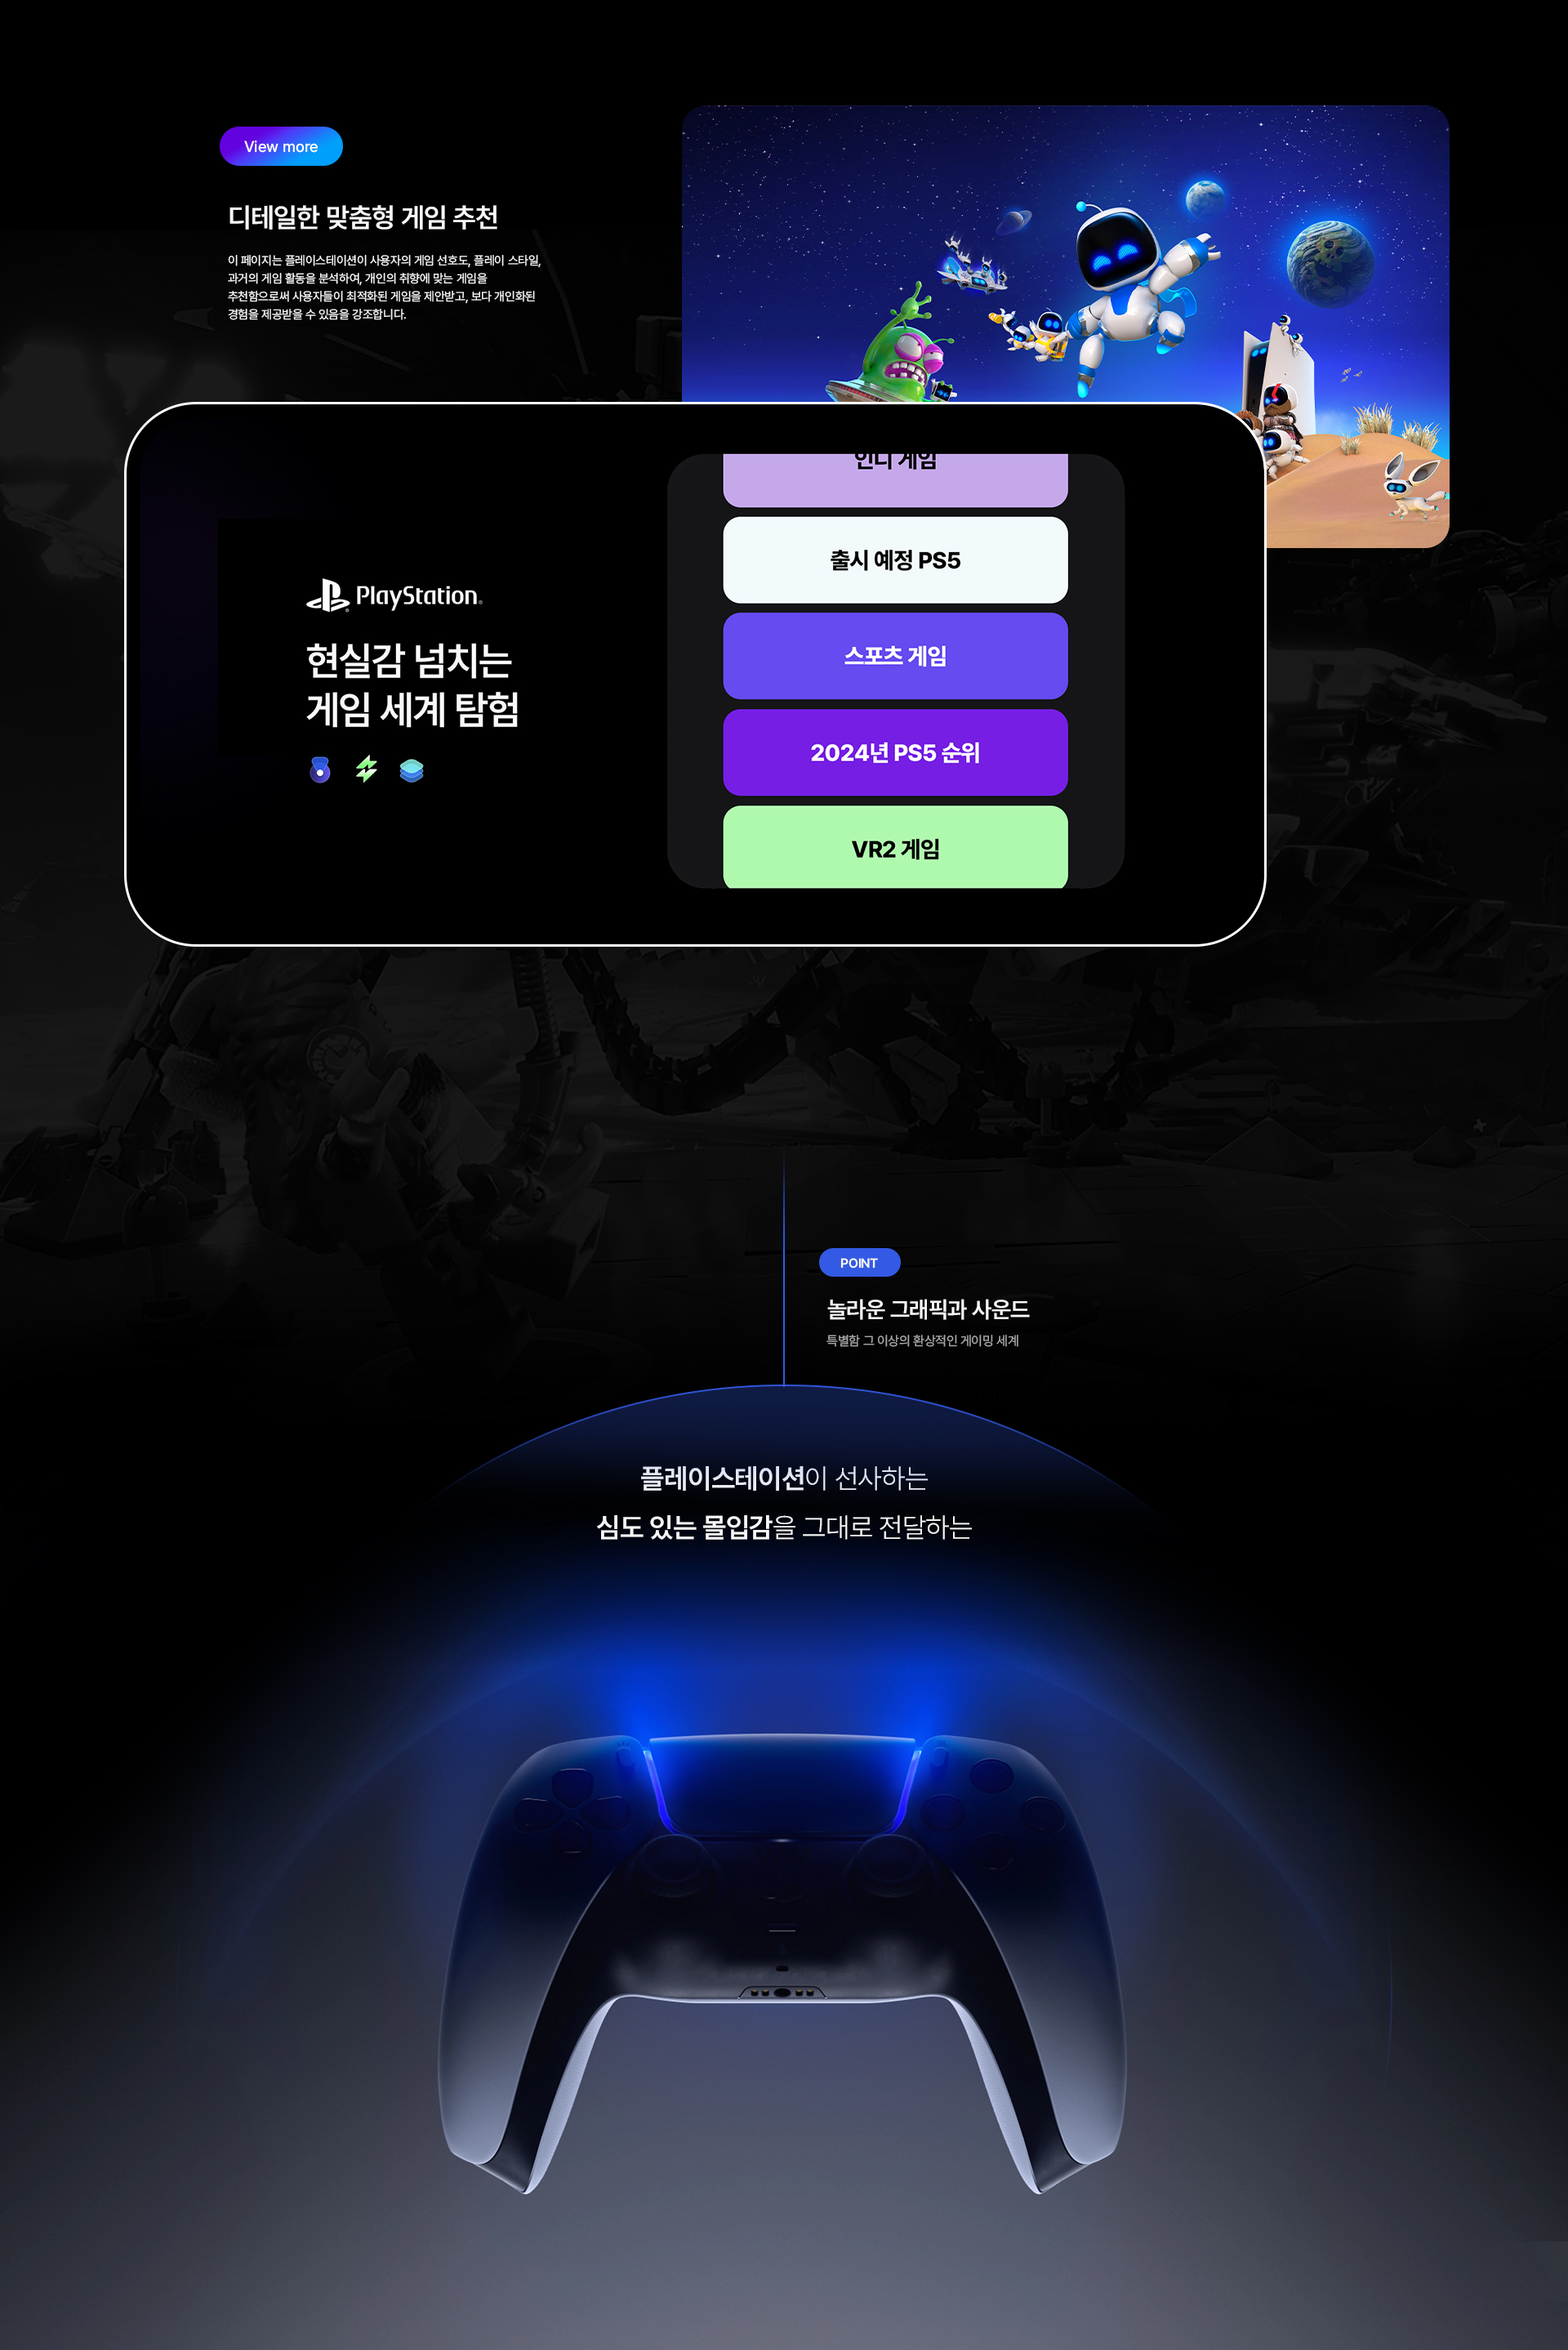 View more
디테일한 맞춤형 게임 추천
이 페이지는 플레이스테이션이 사용자의 게임 선호도, 플레이 스타일,
과거의 게임 활동을 분석하여, 개인의 취향에 맞는 게임을
추천함으로써 사용자들이 최적화된 게임을 제안받고, 보다 개인화된
경험을 제공받을 수 있음을 강조합니다.
PlayStation
현실감 넘치는
게임 세계 탐험
인디 게임
출시 예정 PS5
스포츠 게임
2024년 PS5 순위
VR2 게임
POINT
놀라운 그래픽과 사운드
특별함 그 이상의 환상적인 게이밍 세계
플레이스테이션이 선사하는
심도 있는 몰입감을 그대로 전달하는